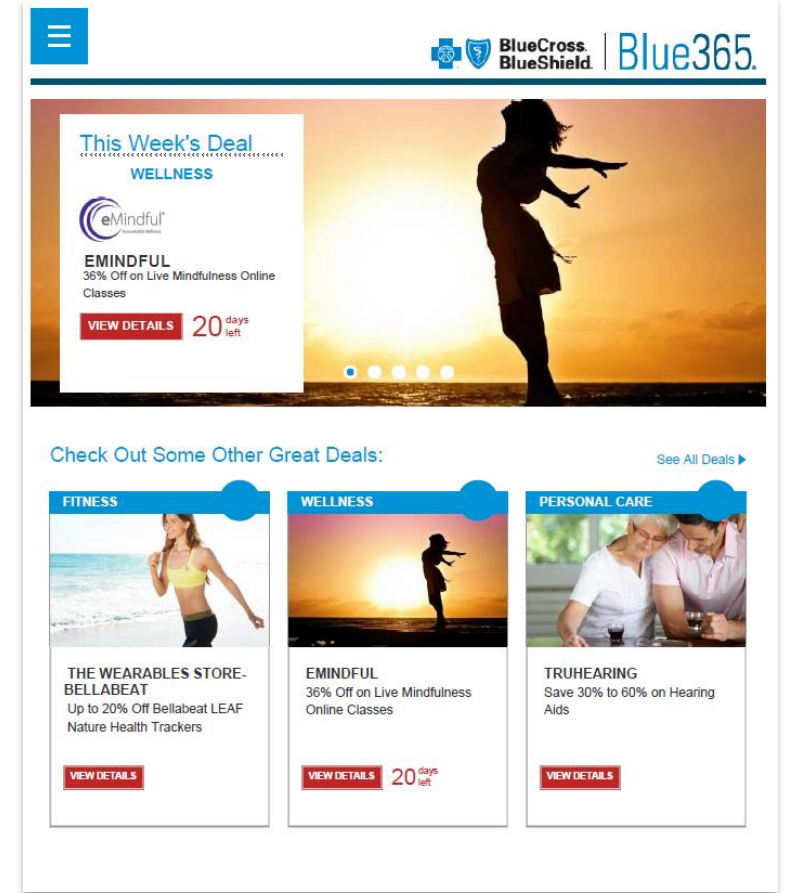 BlueCross
BlueShield
Blue365
This Week's Deal
WELLNESS
eMindful
EMINDFUL
36% Off on Live Mindfulness Online
Classes
VIEW DETAILS 20 days left
Check Out Some Other Great Deals:
See All Deals
FITNESS
THE WEARABLES STORE-
BELLABEAT
Up to 20% Off Bellabeat LEAF
Nature Health Trackers
VIEW DETAILS
WELLNESS
EMINDFUL
36% Off on Live Mindfulness
Online Classes
VIEW DETAILS 20 days left
PERSONAL CARE
TRUHEARING
Save 30% to 60% on Hearing
Aids
VIEW DETAILS